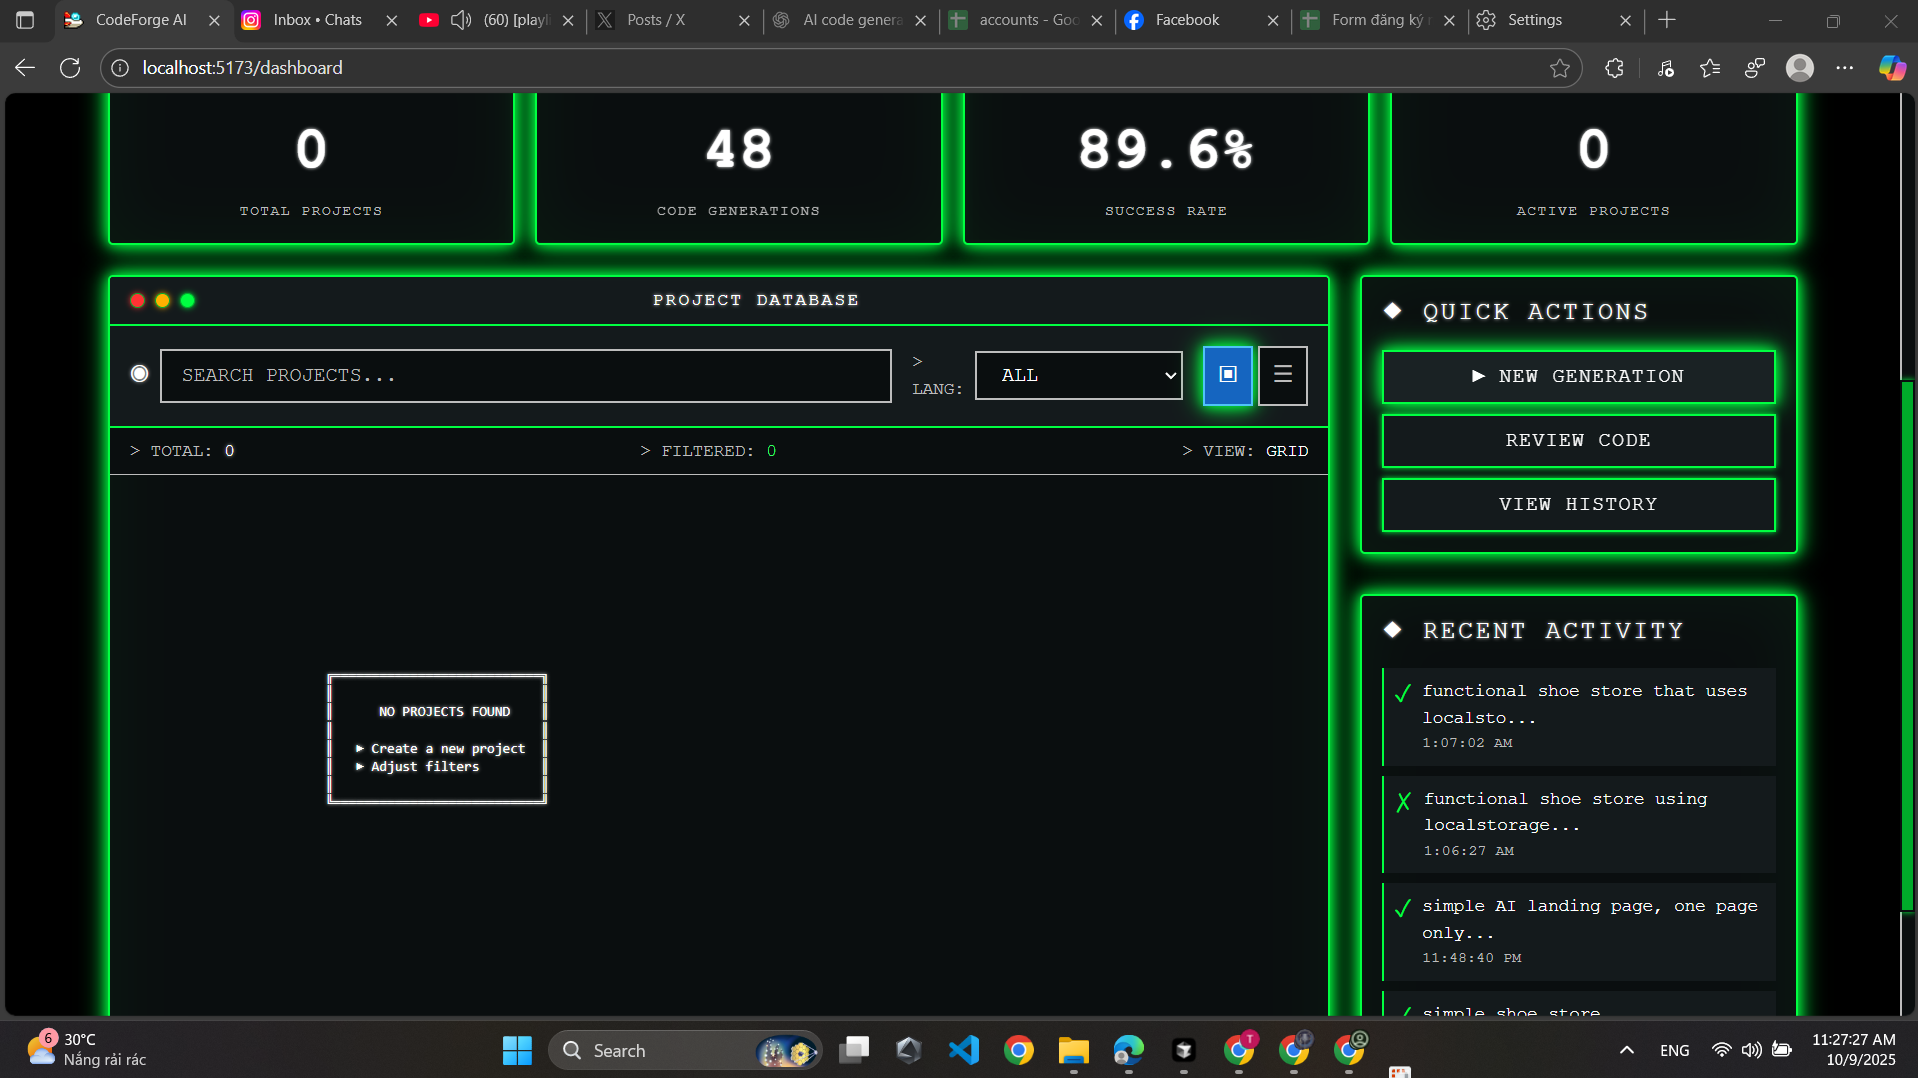 CodeForge AI
Inbox • Chats
(60) [playli
Posts / X
AI code genera
accounts - Goo
Facebook
Form đăng ký
Settings
localhost:5173/dashboard
0
48
89.6%
0
TOTAL PROJECTS
CODE GENERATIONS
SUCCESS RATE
ACTIVE PROJECTS
PROJECT DATABASE
SEARCH PROJECTS...
> LANG:
ALL
> TOTAL: 0
> FILTERED: 0
> VIEW: GRID
NO PROJECTS FOUND
► Create a new project
► Adjust filters
◆ QUICK ACTIONS
► NEW GENERATION
REVIEW CODE
VIEW HISTORY
◆ RECENT ACTIVITY
✓ functional shoe store that uses
localsto...
1:07:02 AM
✗ functional shoe store using
localstorage...
1:06:27 AM
✓ simple AI landing page, one page
only...
11:48:40 PM
✓ simple shoe store
6
30°C
Nắng rải rác
Search
T
ENG
11:27:27 AM
10/9/2025